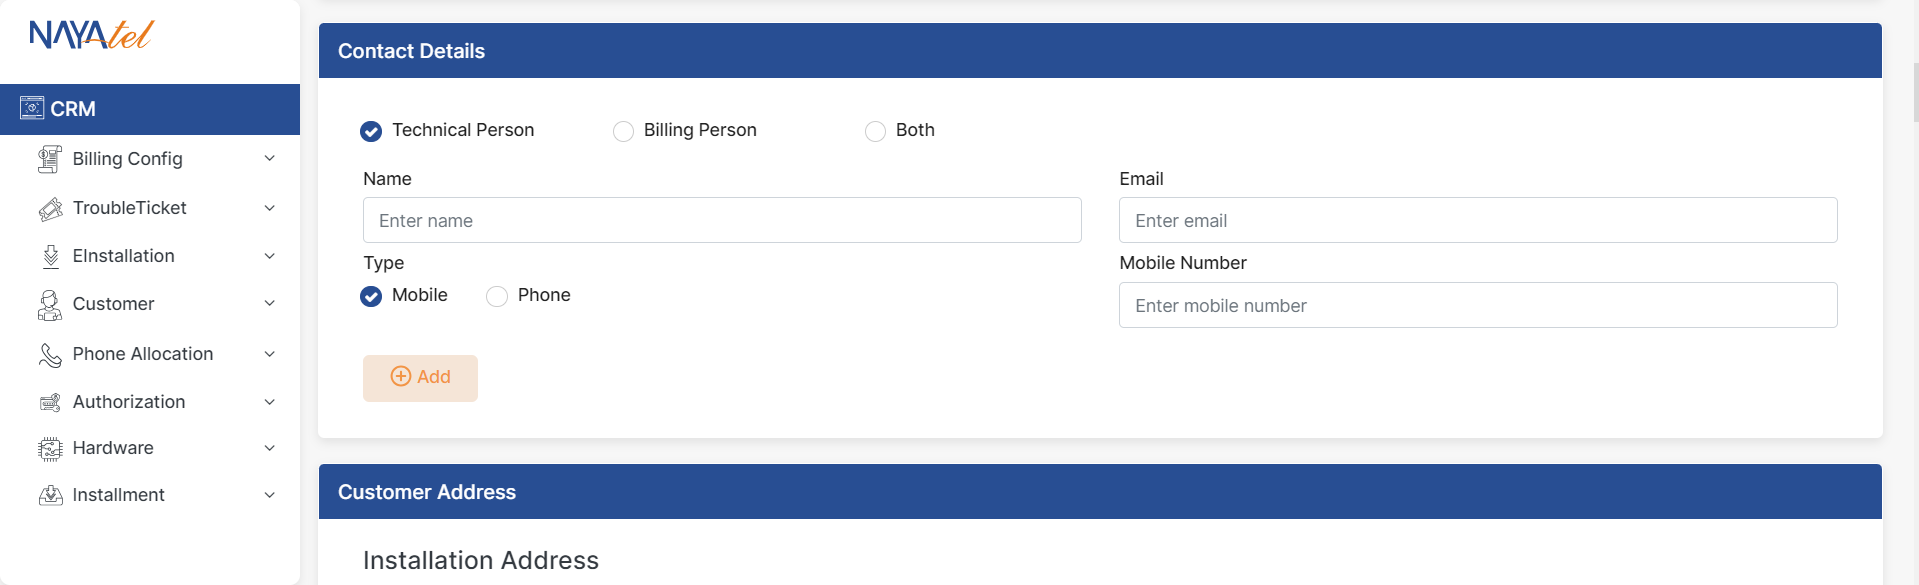 NAYAtel
CRM
Billing Config
TroubleTicket
EInstallation
Customer
Phone Allocation
Authorization
Hardware
Installment
Contact Details
Technical Person
Billing Person
Both
Name
Email
Enter name
Enter email
Type
Mobile Number
Mobile
Phone
Enter mobile number
Add
Customer Address
Installation Address